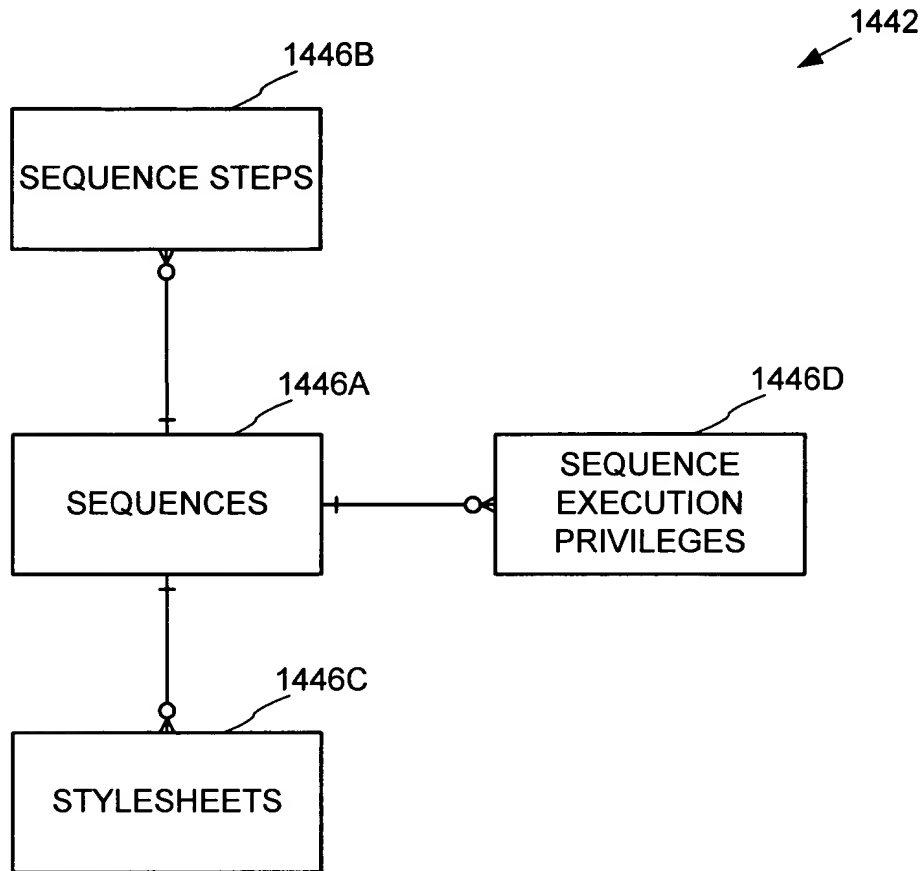 1442
1446B
SEQUENCE STEPS
1446A
1446D
SEQUENCES
SEQUENCE
EXECUTION
PRIVILEGES
1446C
STYLESHEETS